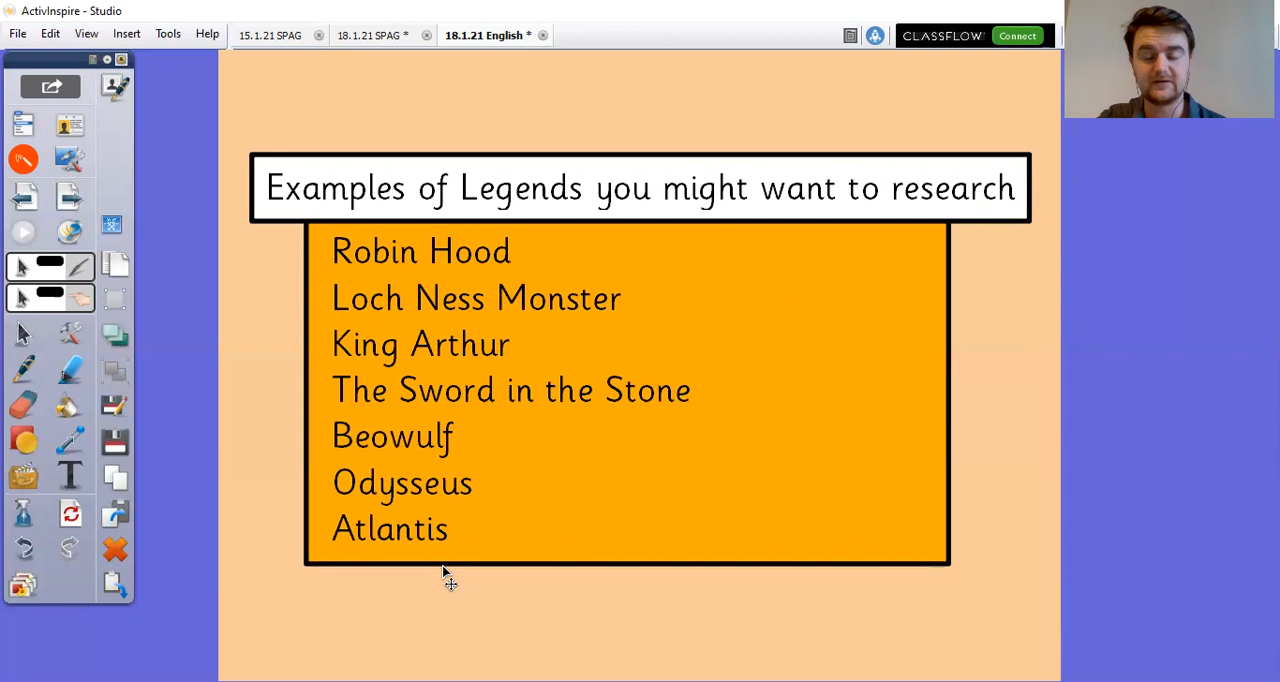 ActivInspire - Studio
File Edit View Insert Tools Help
15.1.21 SPAG 18.1.21 SPAG * 18.1.21 English *
CLASSFLOW Connect
Examples of Legends you might want to research
Robin Hood
Loch Ness Monster
King Arthur
The Sword in the Stone
Beowulf
Odysseus
Atlantis